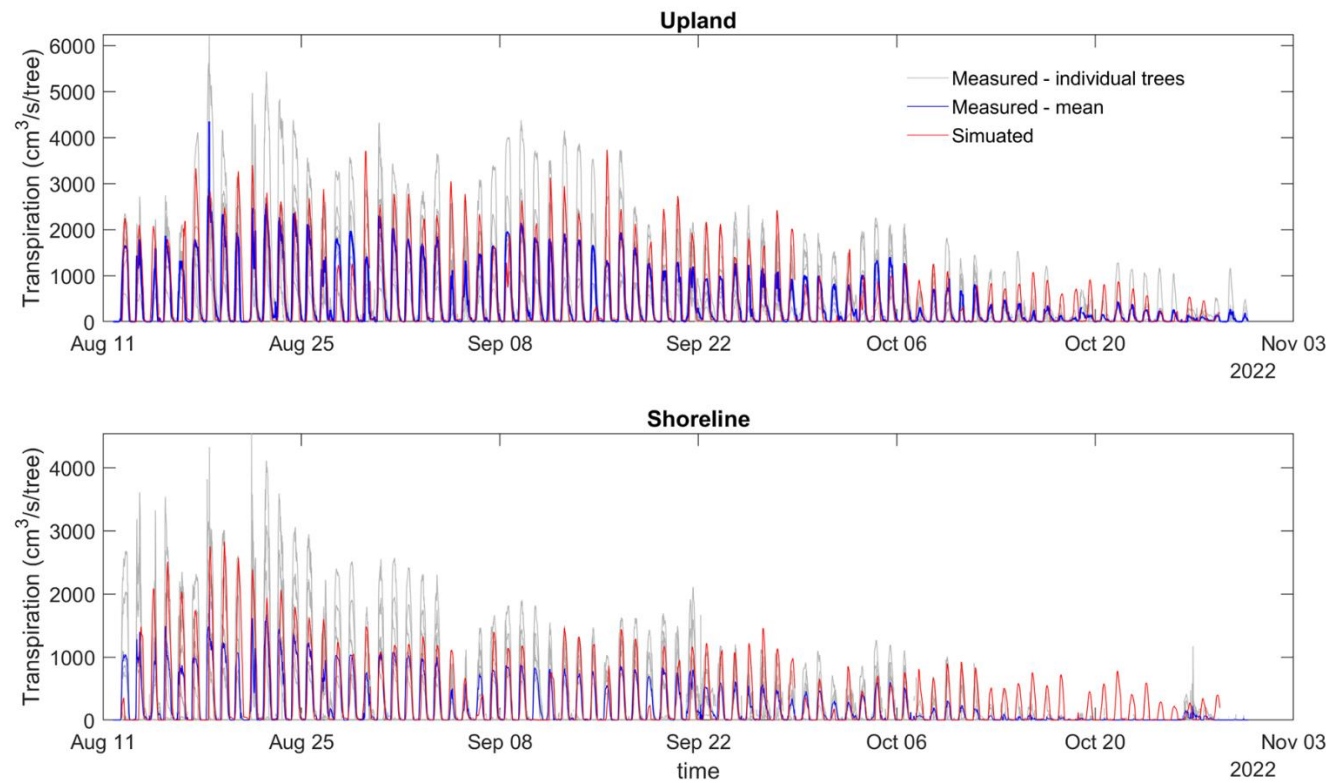 Upland
Transpiration (cm³/s/tree)
6000
5000
4000
3000
2000
1000
0
Measured - individual trees
Measured - mean
Simuated
Aug 11 Aug 25 Sep 08 Sep 22 Oct 06 Oct 20 Nov 03
2022
Shoreline
Transpiration (cm³/s/tree)
4000
3000
2000
1000
0
Aug 11 Aug 25 Sep 08 Sep 22 Oct 06 Oct 20 Nov 03
time
2022